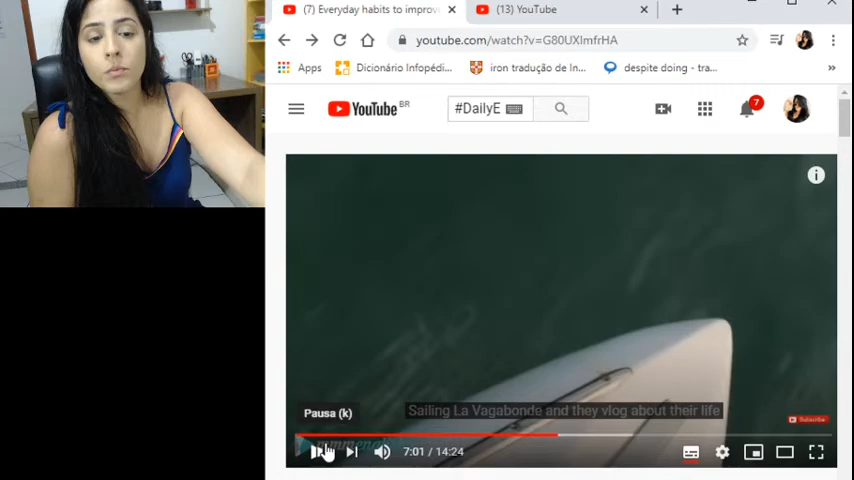 (7) Everyday habits to improv
(13) YouTube
youtube.com/watch?v=G80UXlmfrHA
Apps
Dicionário Infopédi...
iron tradução de In...
despite doing - tra...
»
YouTube BR
#DailyE
7
Pausa (k)
Sailing La Vagabonde and they vlog about their life
Subscribe
7:01 / 14:24